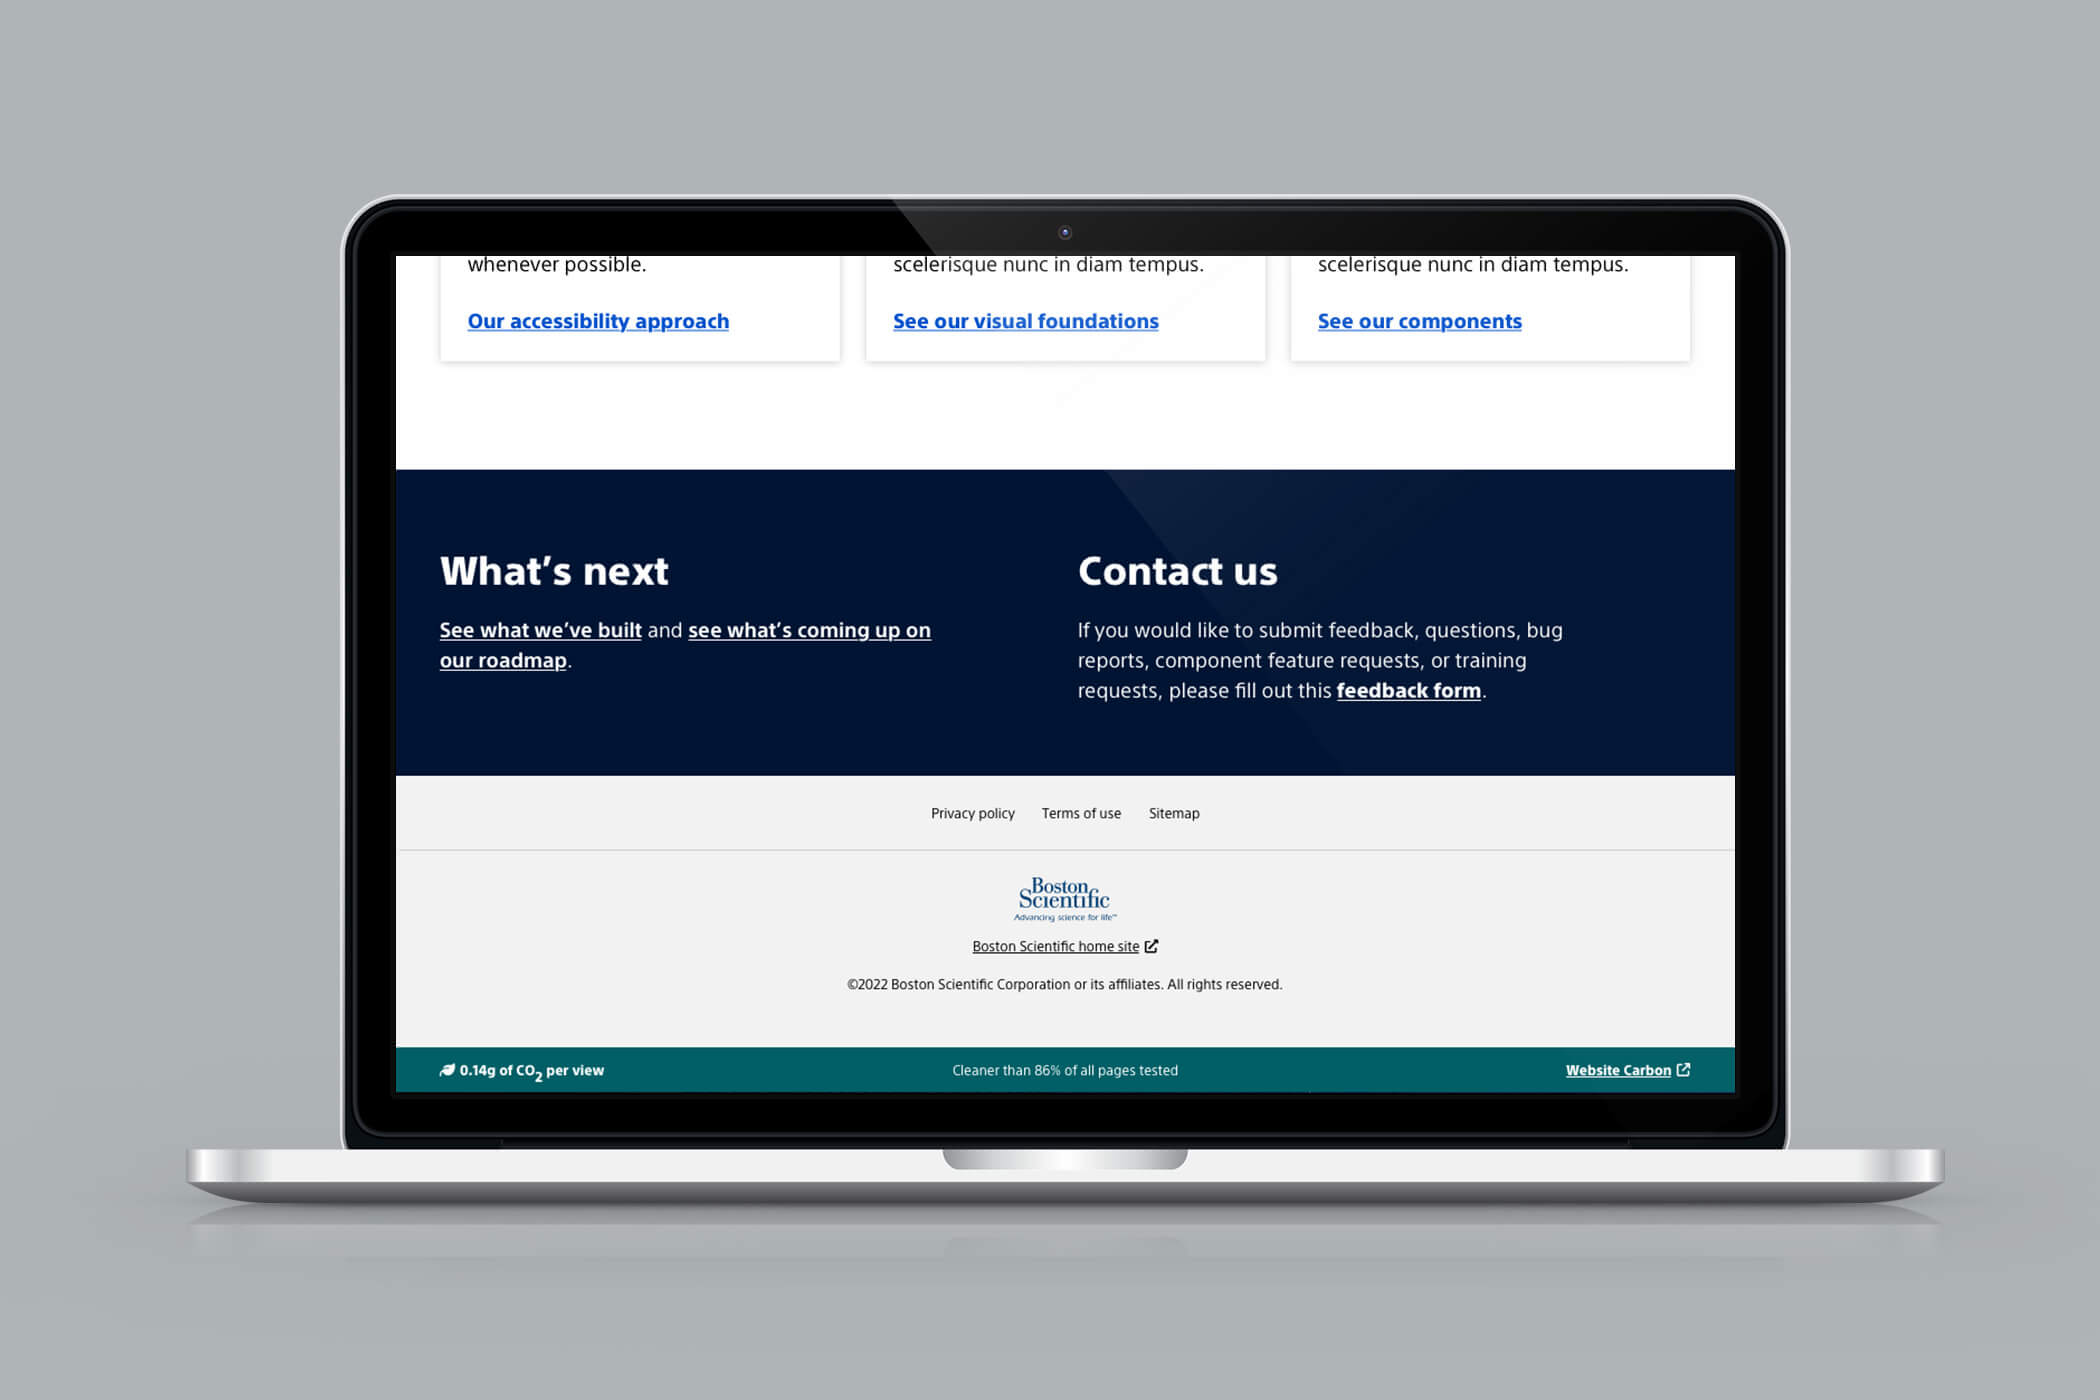 whenever possible.
scelerisque nunc in diam tempus.
scelerisque nunc in diam tempus.
Our accessibility approach
See our visual foundations
See our components
What’s next
See what we’ve built and see what’s coming up on
our roadmap.
Contact us
If you would like to submit feedback, questions, bug
reports, component feature requests, or training
requests, please fill out this feedback form.
Privacy policy
Terms of use
Sitemap
Boston
Scientific
Advancing science for life™
Boston Scientific home site
©2022 Boston Scientific Corporation or its affiliates. All rights reserved.
0.14g of CO2 per view
Cleaner than 86% of all pages tested
Website Carbon